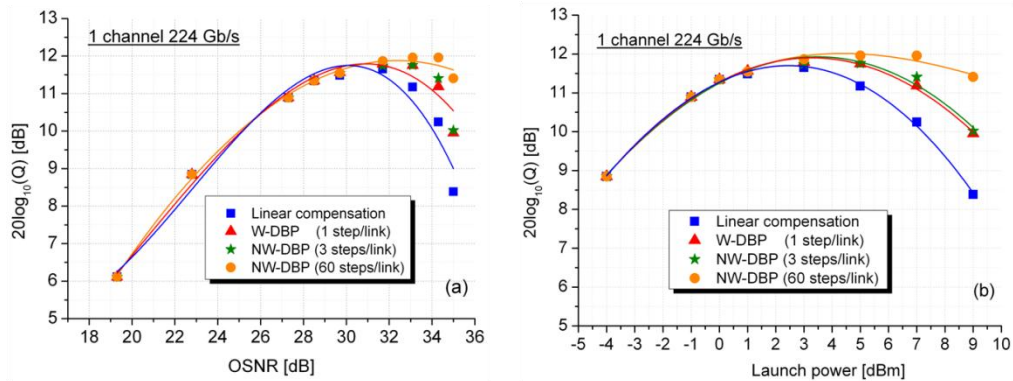 1 channel 224 Gb/s
20log10(Q) [dB]
13
12
11
10
9
8
7
6
5
Linear compensation
W-DBP (1 step/link)
NW-DBP (3 steps/link)
NW-DBP (60 steps/link)
(a)
18 20 22 24 26 28 30 32 34 36
OSNR [dB]
1 channel 224 Gb/s
20log10(Q) [dB]
13
12
11
10
9
8
7
6
5
Linear compensation
W-DBP (1 step/link)
NW-DBP (3 steps/link)
NW-DBP (60 steps/link)
(b)
-5 -4 -3 -2 -1 0 1 2 3 4 5 6 7 8 9 10
Launch power [dBm]